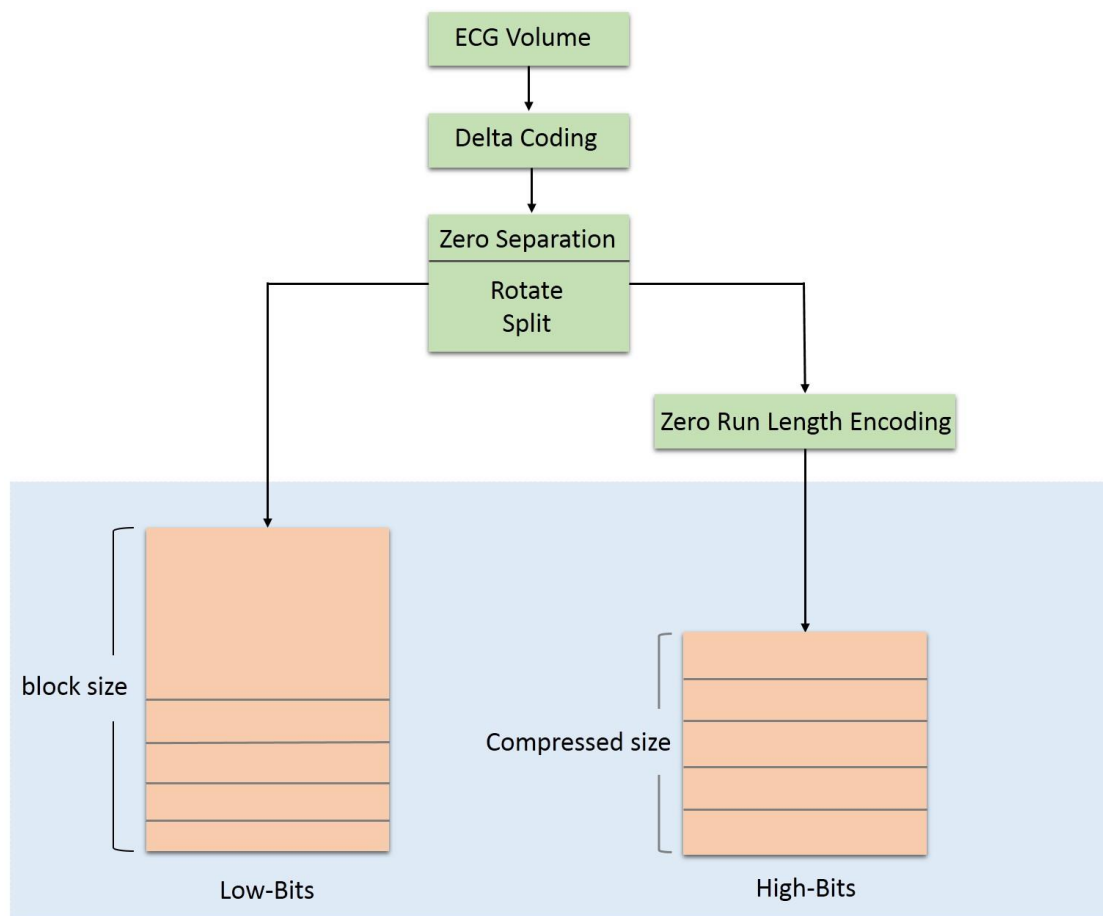 ECG Volume
Delta Coding
Zero Separation
Rotate
Split
Zero Run Length Encoding
block size
Compressed size
Low-Bits
High-Bits